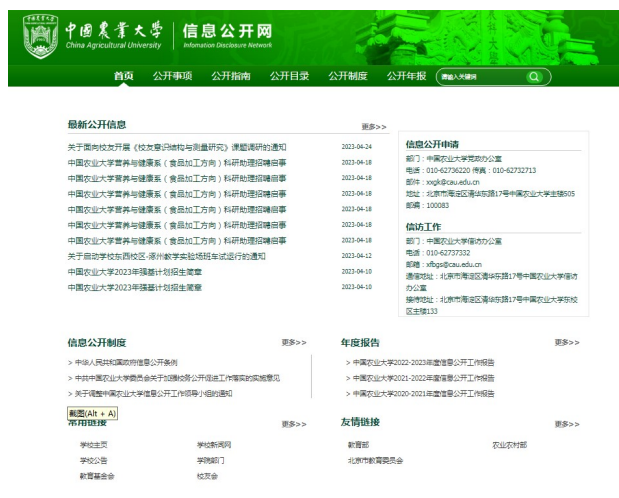 中国农业大学
China Agricultural University
信息公开网
Information Disclosure Network
首页 公开事项 公开指南 公开目录 公开制度 公开年报 请输入关键词
最新公开信息 更多>>
关于面向校友开展《校友意识结构与测量研究》课题调研的通知 2023-04-24
中国农业大学营养与健康系（食品加工方向）科研助理招聘启事 2023-04-18
中国农业大学营养与健康系（食品加工方向）科研助理招聘启事 2023-04-18
中国农业大学营养与健康系（食品加工方向）科研助理招聘启事 2023-04-18
中国农业大学营养与健康系（食品加工方向）科研助理招聘启事 2023-04-18
中国农业大学营养与健康系（食品加工方向）科研助理招聘启事 2023-04-18
中国农业大学营养与健康系（食品加工方向）科研助理招聘启事 2023-04-18
关于启动学校东西校区-涿州教学实验场班车试运行的通知 2023-04-12
中国农业大学2023年强基计划招生简章 2023-04-10
中国农业大学2023年强基计划招生简章 2023-04-10
信息公开申请
部门：中国农业大学党政办公室
电话：010-62736220 传真：010-62732713
邮件：xxgk@cau.edu.cn
地址：北京市海淀区清华东路17号中国农业大学主楼505
邮编：100083
信访工作
部门：中国农业大学信访办公室
电话：010-62737332
邮箱：xfbgs@cau.edu.cn
通信地址：北京市海淀区清华东路17号中国农业大学信访
办公室
接待地址：北京市海淀区清华东路17号中国农业大学东校
区主楼133
信息公开制度 更多>>
> 中华人民共和国政府信息公开条例
> 中共中国农业大学委员会关于加强校务公开促进工作落实的实施意见
> 关于调整中国农业大学信息公开工作领导小组的通知
年度报告 更多>>
> 中国农业大学2022-2023年度信息公开工作报告
> 中国农业大学2021-2022年度信息公开工作报告
> 中国农业大学2020-2021年度信息公开工作报告
截图(Alt + A)
常用链接 更多>>
学校主页 学校新闻网
学校公告 学院部门
教育基金会 校友会
友情链接 更多>>
教育部 农业农村部
北京市教育委员会